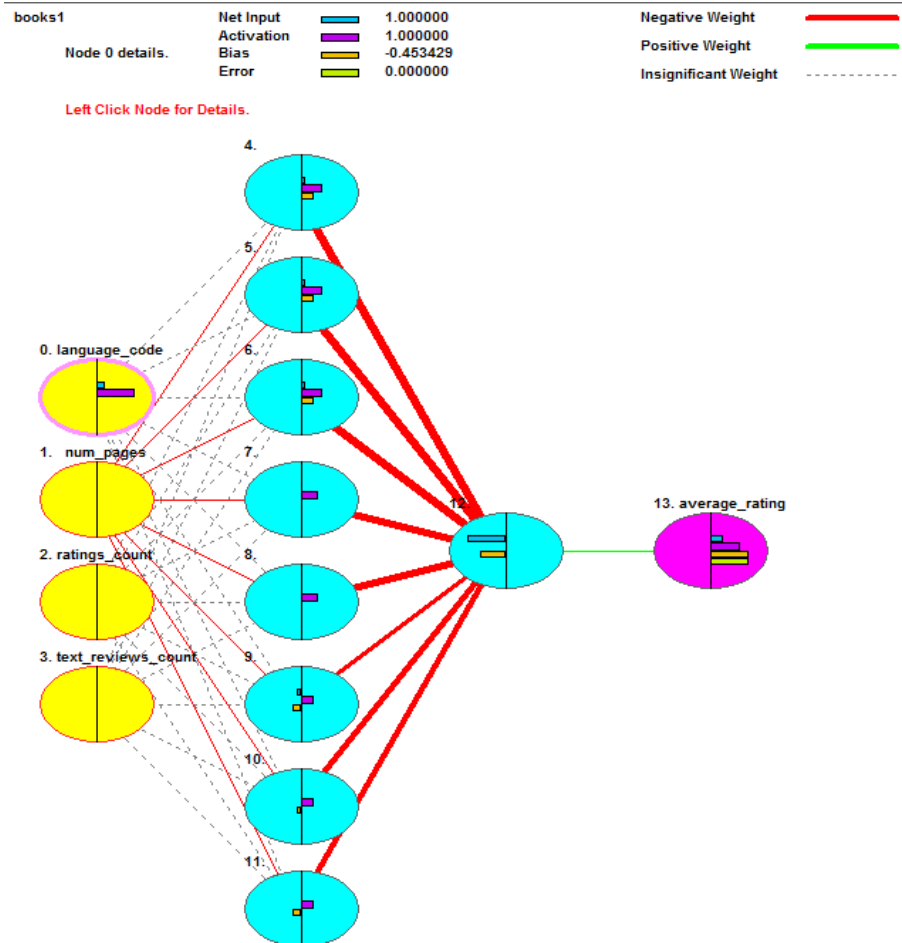 books1
Net Input 1.000000
Activation 1.000000
Node 0 details.
Bias -0.453429
Error 0.000000
Negative Weight
Positive Weight
Insignificant Weight
Left Click Node for Details.
4.
5.
0. language_code
6.
1. num_pages
7.
12.
13. average_rating
2. ratings_count
8.
3. text_reviews_count
9.
10.
11.